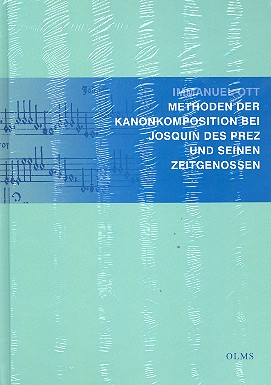 IMMANUEL OTT
METHODEN DER
KANONKOMPOSITION BEI
JOSQUIN DES PREZ
UND SEINEN
ZEITGENOSSEN
OLMS